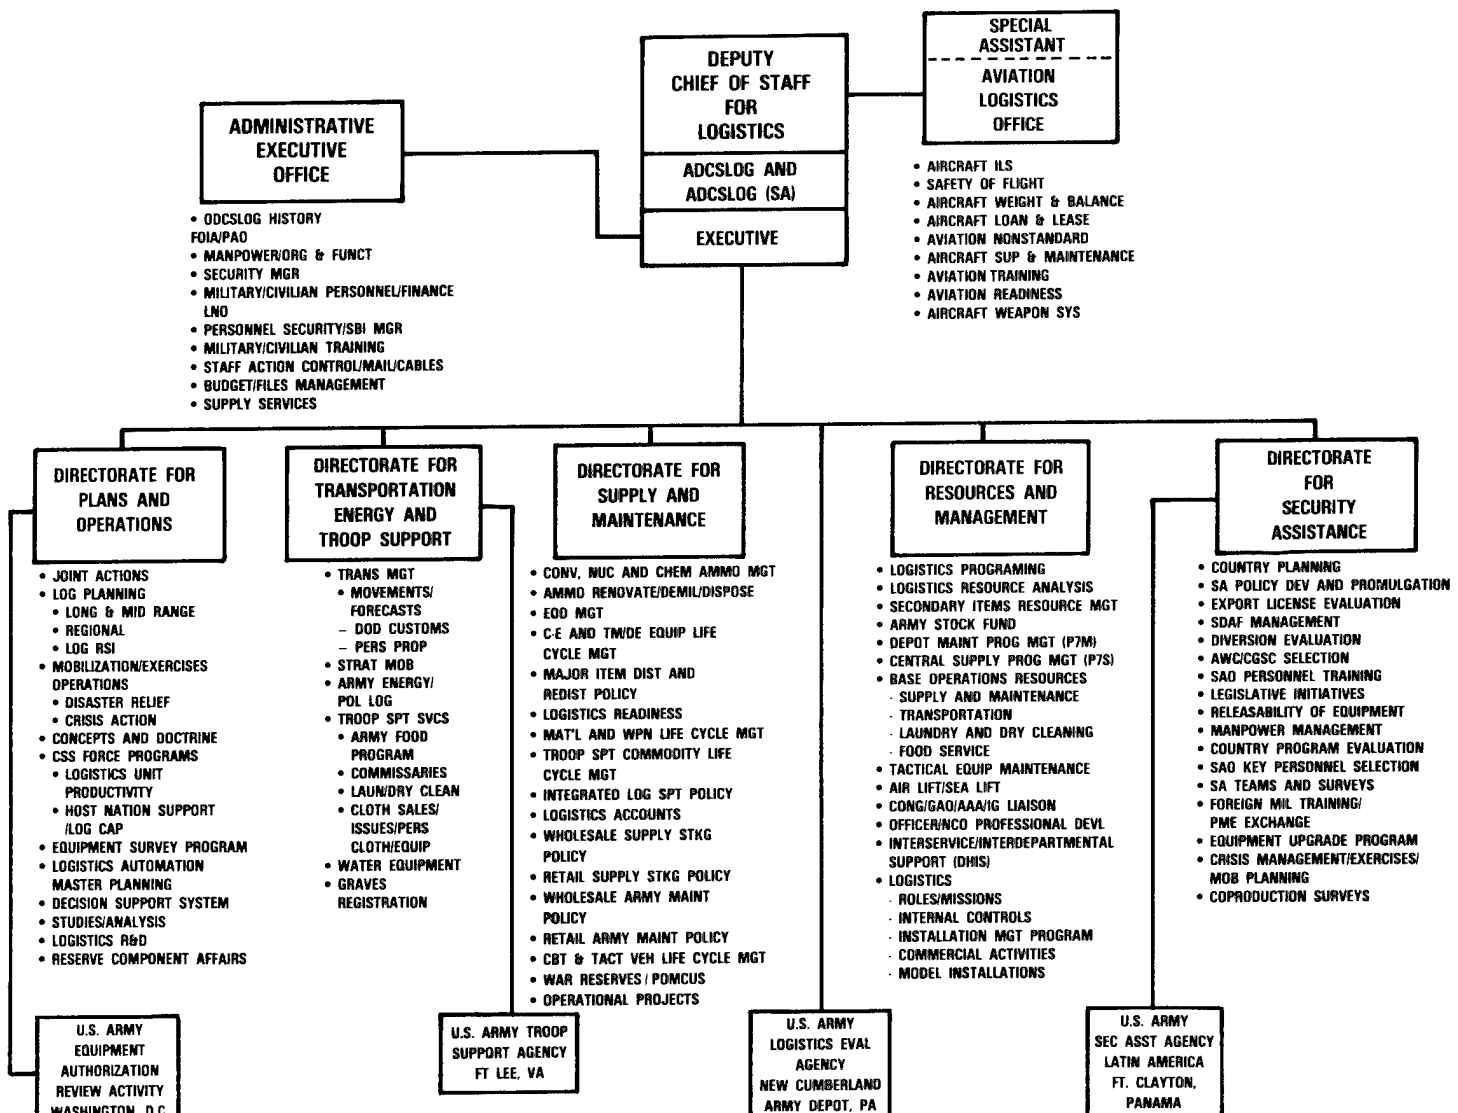 DEPUTY
CHIEF OF STAFF
FOR
LOGISTICS
ADCSLOG AND
ADCSLOG (SA)
EXECUTIVE
SPECIAL
ASSISTANT
AVIATION
LOGISTICS
OFFICE
• AIRCRAFT ILS
• SAFETY OF FLIGHT
• AIRCRAFT WEIGHT & BALANCE
• AIRCRAFT LOAN & LEASE
• AVIATION NONSTANDARD
• AIRCRAFT SUP & MAINTENANCE
• AVIATION TRAINING
• AVIATION READINESS
• AIRCRAFT WEAPON SYS
ADMINISTRATIVE
EXECUTIVE
OFFICE
• ODCSLOG HISTORY
FOIA/PAO
• MANPOWER/ORG & FUNCT
• SECURITY MGR
• MILITARY/CIVILIAN PERSONNEL/FINANCE
LNO
• PERSONNEL SECURITY/SBI MGR
• MILITARY/CIVILIAN TRAINING
• STAFF ACTION CONTROL/MAIL/CABLES
• BUDGET/FILES MANAGEMENT
• SUPPLY SERVICES
DIRECTORATE FOR
PLANS AND
OPERATIONS
• JOINT ACTIONS
• LOG PLANNING
• LONG & MID RANGE
• REGIONAL
• LOG RSI
• MOBILIZATION/EXERCISES
OPERATIONS
• DISASTER RELIEF
• CRISIS ACTION
• CONCEPTS AND DOCTRINE
• CSS FORCE PROGRAMS
• LOGISTICS UNIT
PRODUCTIVITY
• HOST NATION SUPPORT
/LOG CAP
• EQUIPMENT SURVEY PROGRAM
• LOGISTICS AUTOMATION
MASTER PLANNING
• DECISION SUPPORT SYSTEM
• STUDIES/ANALYSIS
• LOGISTICS R&D
• RESERVE COMPONENT AFFAIRS
U.S. ARMY
EQUIPMENT
AUTHORIZATION
REVIEW ACTIVITY
WASHINGTON, D.C.
DIRECTORATE FOR
TRANSPORTATION
ENERGY AND
TROOP SUPPORT
• TRANS MGT
• MOVEMENTS/
FORECASTS
– DOD CUSTOMS
– PERS PROP
• STRAT MOB
• ARMY ENERGY/
POL LOG
• TROOP SPT SVCS
• ARMY FOOD
PROGRAM
• COMMISSARIES
• LAUN/DRY CLEAN
• CLOTH SALES/
ISSUES/PERS
CLOTH/EQUIP
• WATER EQUIPMENT
• GRAVES
REGISTRATION
U.S. ARMY TROOP
SUPPORT AGENCY
FT LEE, VA
DIRECTORATE FOR
SUPPLY AND
MAINTENANCE
• CONV, NUC AND CHEM AMMO MGT
• AMMO RENOVATE/DEMIL/DISPOSE
• EOD MGT
• C-E AND TM/DE EQUIP LIFE
CYCLE MGT
• MAJOR ITEM DIST AND
REDIST POLICY
• LOGISTICS READINESS
• MAT'L AND WPN LIFE CYCLE MGT
• TROOP SPT COMMODITY LIFE
CYCLE MGT
• INTEGRATED LOG SPT POLICY
• LOGISTICS ACCOUNTS
• WHOLESALE SUPPLY STKG
POLICY
• RETAIL SUPPLY STKG POLICY
• WHOLESALE ARMY MAINT
POLICY
• RETAIL ARMY MAINT POLICY
• CBT & TACT VEH LIFE CYCLE MGT
• WAR RESERVES / POMCUS
• OPERATIONAL PROJECTS
U.S. ARMY
LOGISTICS EVAL
AGENCY
NEW CUMBERLAND
ARMY DEPOT, PA
DIRECTORATE FOR
RESOURCES AND
MANAGEMENT
• LOGISTICS PROGRAMING
• LOGISTICS RESOURCE ANALYSIS
• SECONDARY ITEMS RESOURCE MGT
• ARMY STOCK FUND
• DEPOT MAINT PROG MGT (P7M)
• CENTRAL SUPPLY PROG MGT (P7S)
• BASE OPERATIONS RESOURCES
- SUPPLY AND MAINTENANCE
- TRANSPORTATION
- LAUNDRY AND DRY CLEANING
- FOOD SERVICE
• TACTICAL EQUIP MAINTENANCE
• AIR LIFT/SEA LIFT
• CONG/GAO/AAA/IG LIAISON
• OFFICER/NCO PROFESSIONAL DEVL
• INTERSERVICE/INTERDEPARTMENTAL
SUPPORT (DHIS)
• LOGISTICS
- ROLES/MISSIONS
- INTERNAL CONTROLS
- INSTALLATION MGT PROGRAM
- COMMERCIAL ACTIVITIES
- MODEL INSTALLATIONS
DIRECTORATE
FOR
SECURITY
ASSISTANCE
• COUNTRY PLANNING
• SA POLICY DEV AND PROMULGATION
• EXPORT LICENSE EVALUATION
• SDAF MANAGEMENT
• DIVERSION EVALUATION
• AWC/CGSC SELECTION
• SAO PERSONNEL TRAINING
• LEGISLATIVE INITIATIVES
• RELEASABILITY OF EQUIPMENT
• MANPOWER MANAGEMENT
• COUNTRY PROGRAM EVALUATION
• SAO KEY PERSONNEL SELECTION
• SA TEAMS AND SURVEYS
• FOREIGN MIL TRAINING/
PME EXCHANGE
• EQUIPMENT UPGRADE PROGRAM
• CRISIS MANAGEMENT/EXERCISES/
MOB PLANNING
• COPRODUCTION SURVEYS
U.S. ARMY
SEC ASST AGENCY
LATIN AMERICA
FT. CLAYTON,
PANAMA